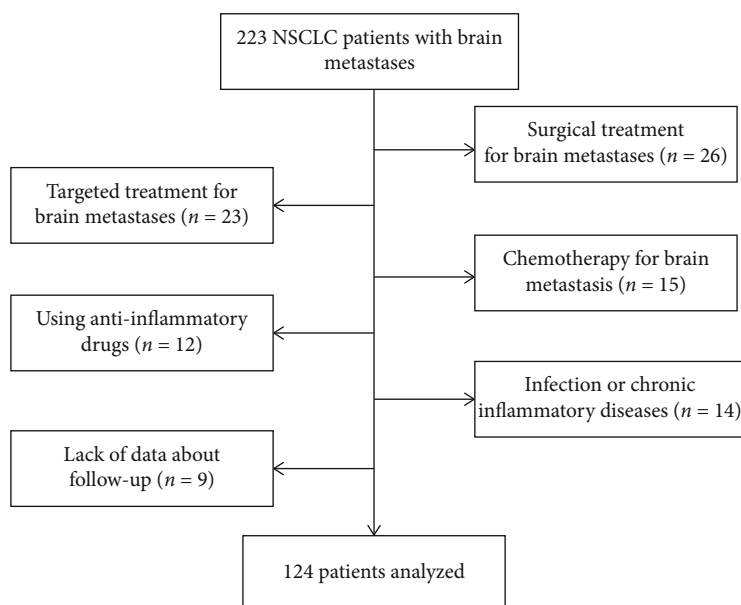 223 NSCLC patients with brain
metastases
Surgical treatment
for brain metastases (n = 26)
Targeted treatment for
brain metastases (n = 23)
Chemotherapy for brain
metastasis (n = 15)
Using anti-inflammatory
drugs (n = 12)
Infection or chronic
inflammatory diseases (n = 14)
Lack of data about
follow-up (n = 9)
124 patients analyzed